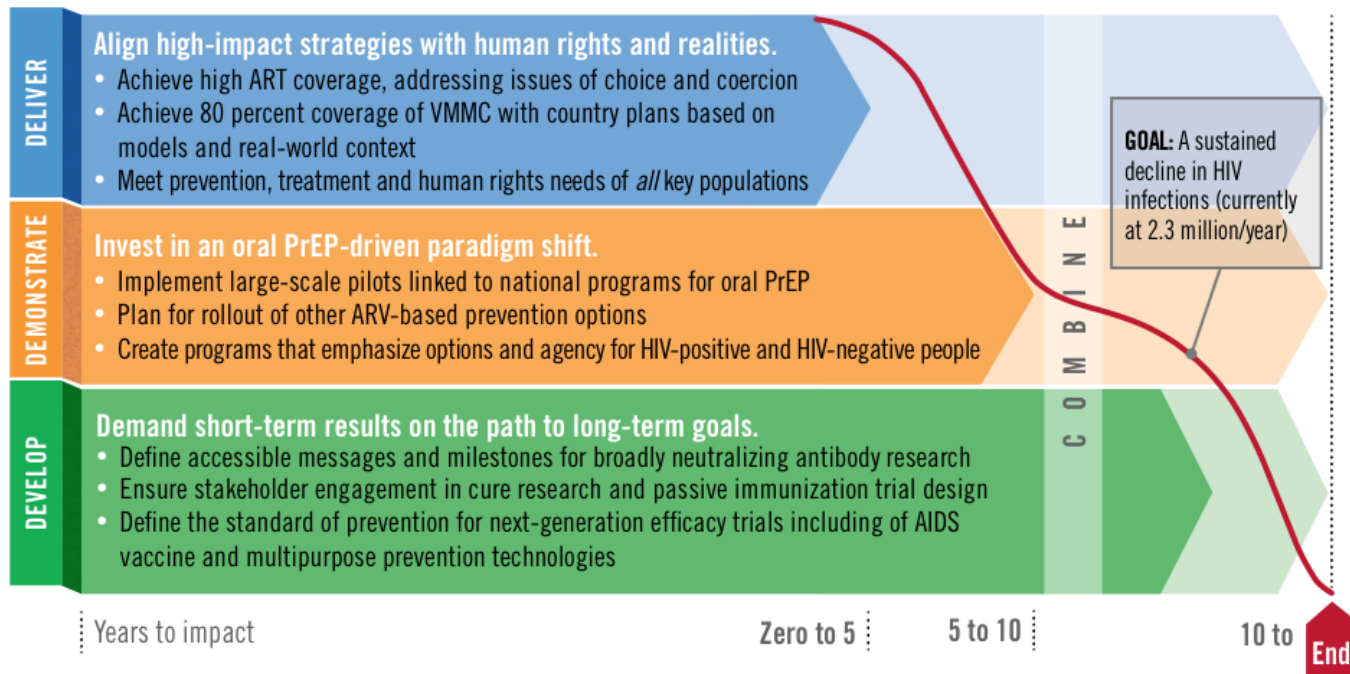 DELIVER
Align high-impact strategies with human rights and realities.
• Achieve high ART coverage, addressing issues of choice and coercion
• Achieve 80 percent coverage of VMMC with country plans based on
models and real-world context
• Meet prevention, treatment and human rights needs of all key populations
GOAL: A sustained
decline in HIV
infections (currently
at 2.3 million/year)
DEMONSTRATE
Invest in an oral PrEP-driven paradigm shift.
• Implement large-scale pilots linked to national programs for oral PrEP
• Plan for rollout of other ARV-based prevention options
• Create programs that emphasize options and agency for HIV-positive and HIV-negative people
COMBINE
DEVELOP
Demand short-term results on the path to long-term goals.
• Define accessible messages and milestones for broadly neutralizing antibody research
• Ensure stakeholder engagement in cure research and passive immunization trial design
• Define the standard of prevention for next-generation efficacy trials including of AIDS
vaccine and multipurpose prevention technologies
Years to impact
Zero to 5
5 to 10
10 to
End